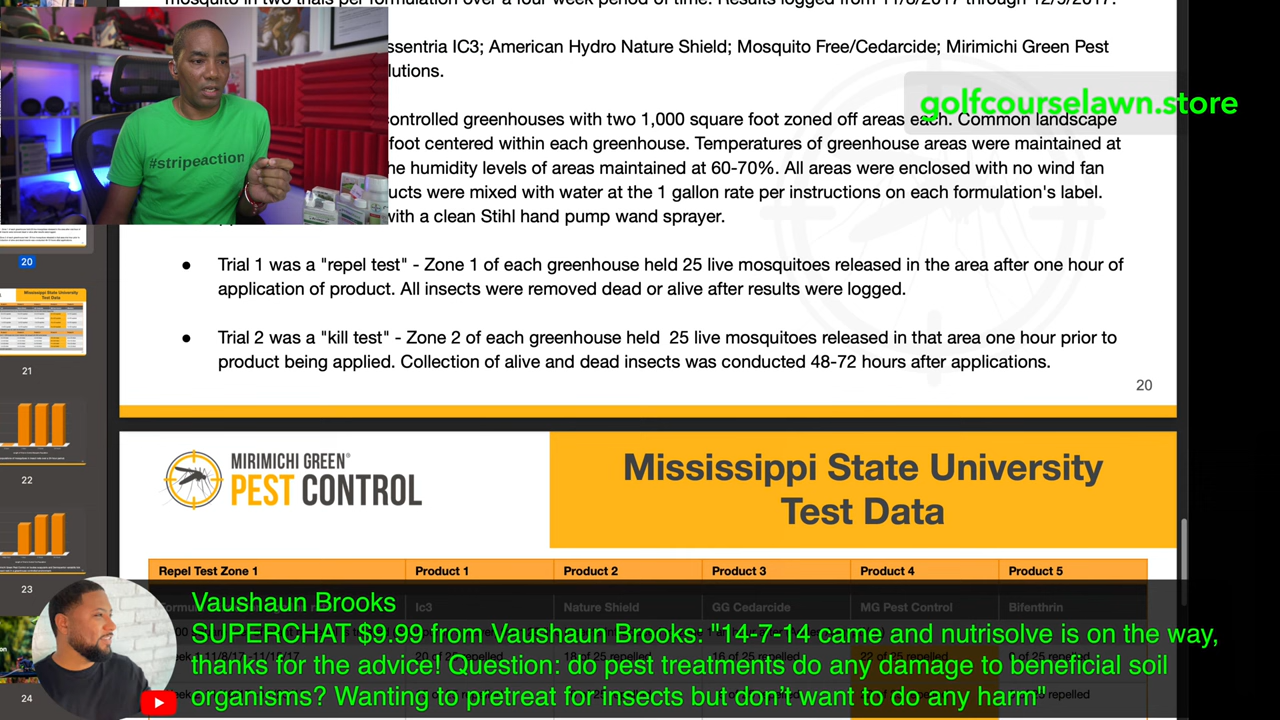 mosquito in two trials per formulation over a four week period of time. Results logged from 11/8/2017 through 12/5/2017.
ssentria IC3; American Hydro Nature Shield; Mosquito Free/Cedarcide; Mirimichi Green Pest
lutions.
golfcourselawn.store
ontrolled greenhouses with two 1,000 square foot zoned off areas each. Common landscape
foot centered within each greenhouse. Temperatures of greenhouse areas were maintained at
he humidity levels of areas maintained at 60-70%. All areas were enclosed with no wind fan
ucts were mixed with water at the 1 gallon rate per instructions on each formulation's label.
with a clean Stihl hand pump wand sprayer.
#stripeaction
● Trial 1 was a "repel test" - Zone 1 of each greenhouse held 25 live mosquitoes released in the area after one hour of
application of product. All insects were removed dead or alive after results were logged.
● Trial 2 was a "kill test" - Zone 2 of each greenhouse held 25 live mosquitoes released in that area one hour prior to
product being applied. Collection of alive and dead insects was conducted 48-72 hours after applications.
20
20
Mississippi State University
Test Data
21
22
23
24
MIRIMICHI GREEN®
PEST CONTROL
Mississippi State University
Test Data
Repel Test Zone 1 Product 1 Product 2 Product 3 Product 4 Product 5
Ic3 Nature Shield GG Cedarcide MG Pest Control Bifenthrin
Vaushaun Brooks
SUPERCHAT $9.99 from Vaushaun Brooks: "14-7-14 came and nutrisolve is on the way,
thanks for the advice! Question: do pest treatments do any damage to beneficial soil
organisms? Wanting to pretreat for insects but don't want to do any harm"